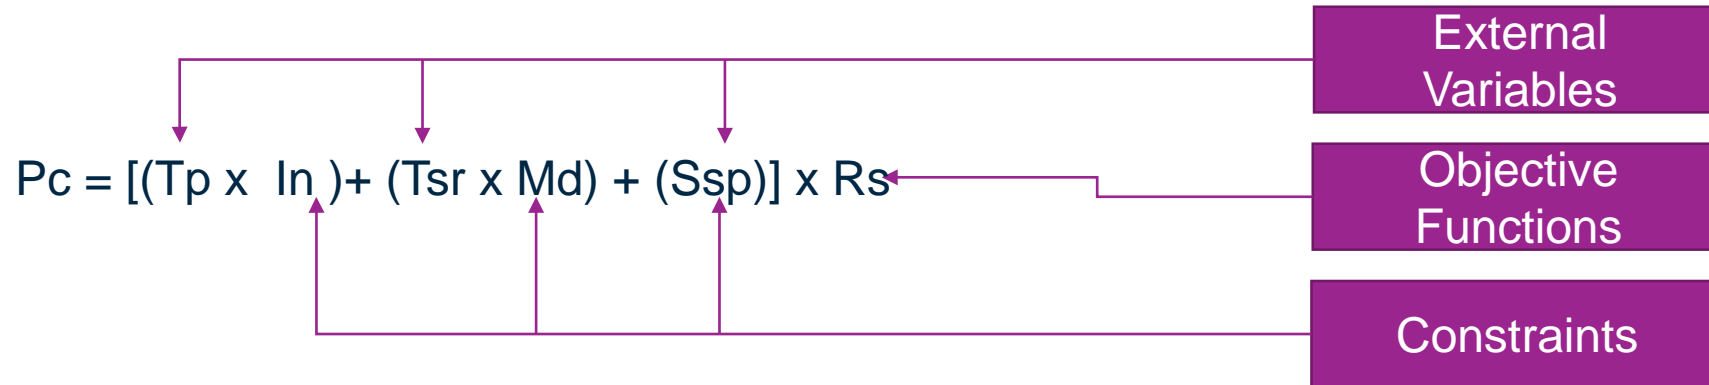 External
Variables
Pc = [(Tp x In )+ (Tsr x Md) + (Ssp)] x Rs
Objective
Functions
Constraints